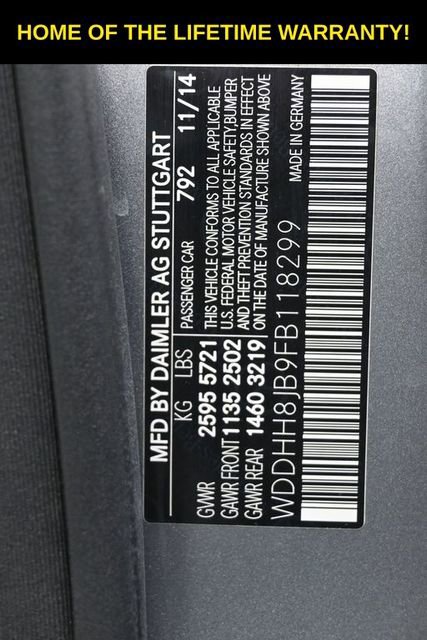 HOME OF THE LIFETIME WARRANTY!
MFD BY DAIMLER AG STUTTGART
KG LBS PASSENGER CAR 792 11/14
GWWR 2595 5721 THIS VEHICLE CONFORMS TO ALL APPLICABLE
GAWR FRONT 1135 2502 U.S. FEDERAL MOTOR VEHICLE SAFETY, BUMPER
GAWR REAR 1460 3219 AND THEFT PREVENTION STANDARDS IN EFFECT
ON THE DATE OF MANUFACTURE SHOWN ABOVE
WDDHH8JB9FB118299 MADE IN GERMANY